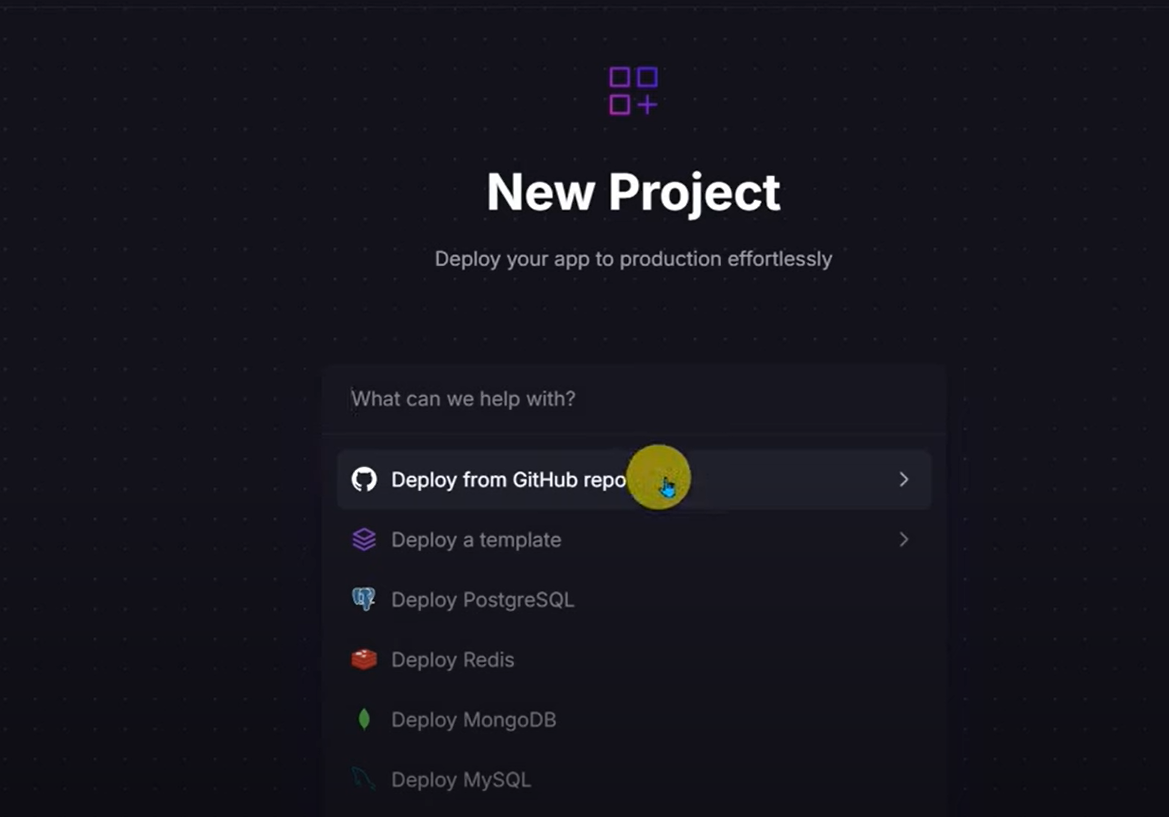 New Project
Deploy your app to production effortlessly
What can we help with?
Deploy from GitHub repo
Deploy a template
Deploy PostgreSQL
Deploy Redis
Deploy MongoDB
Deploy MySQL